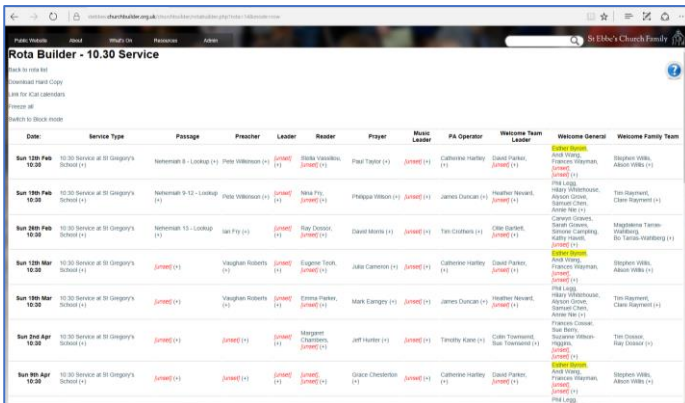 stebbes.churchbuilder.org.uk/churchbuilder/rotabuilder.php?
Public Website About What's On Resources Admin
St Ebbe's Church Family
Rota Builder - 10.30 Service
Back to rota list
Download Hard Copy
Link for iCal calendars
Freeze all
Switch to Block mode
Date: Service Type Passage Preacher Leader Reader Prayer Music Leader PA Operator Welcome Team Leader Welcome General Welcome Family Team
Sun 12th Feb 10:30 10:30 Service at St Gregory's School (+) Nehemiah 8 - Lookup (+) Pete Wilkinson (+) [unset] (+) Stella Vassiliou, [unset] (+) Paul Taylor (+) [unset] (+) Catherine Hartley (+) David Parker, [unset] (+) Esther Byrom, Andi Wang, Frances Wayman, [unset], [unset] (+) Stephen Willis, Alison Willis (+)
Sun 19th Feb 10:30 10:30 Service at St Gregory's School (+) Nehemiah 9-12 - Lookup (+) Pete Wilkinson (+) [unset] (+) Nina Fry, [unset] (+) Philippa Wilson (+) [unset] (+) James Duncan (+) Heather Nevard, [unset] (+) Phil Legg, Hilary Whitehouse, Alyson Grove, Samuel Chen, Annie Nie (+) Tim Rayment, Clare Rayment (+)
Sun 26th Feb 10:30 10:30 Service at St Gregory's School (+) Nehemiah 13 - Lookup (+) Ian Fry (+) [unset] (+) Ray Dossor, [unset] (+) David Morris (+) [unset] (+) Tim Crothers (+) Ollie Bartlett, [unset] (+) Carwyn Graves, Sarah Graves, Simone Campling, Kathy Havell, [unset] (+) Magdalena Tarras-Wahlberg, Bo Tarras-Wahlberg (+)
Sun 12th Mar 10:30 10:30 Service at St Gregory's School (+) [unset] (+) Vaughan Roberts (+) [unset] (+) Eugene Teoh, [unset] (+) Julia Cameron (+) [unset] (+) Catherine Hartley (+) David Parker, [unset] (+) Esther Byrom, Andi Wang, Frances Wayman, [unset], [unset] (+) Stephen Willis, Alison Willis (+)
Sun 19th Mar 10:30 10:30 Service at St Gregory's School (+) [unset] (+) Vaughan Roberts (+) [unset] (+) Emma Parker, [unset] (+) Mark Earngey (+) [unset] (+) James Duncan (+) Heather Nevard, [unset] (+) Phil Legg, Hilary Whitehouse, Alyson Grove, Samuel Chen, Annie Nie (+) Tim Rayment, Clare Rayment (+)
Sun 2nd Apr 10:30 10:30 Service at St Gregory's School (+) [unset] (+) [unset] (+) [unset] (+) Margaret Chambers, [unset] (+) Jeff Hunter (+) [unset] (+) Timothy Kane (+) Colin Townsend, Sue Townsend (+) Frances Sue Berry, Suzanne Wilson-Higgins, [unset], [unset] (+) Tim Dossor, Ray Dossor (+)
Sun 9th Apr 10:30 10:30 Service at St Gregory's School (+) [unset] (+) [unset] (+) [unset] (+) [unset], [unset] (+) Grace Chesterton (+) [unset] (+) Catherine Hartley (+) David Parker, [unset] (+) Esther Byrom, Andi Wang, Frances Wayman, [unset], [unset] (+) Stephen Willis, Alison Willis (+)
Phil Legg,